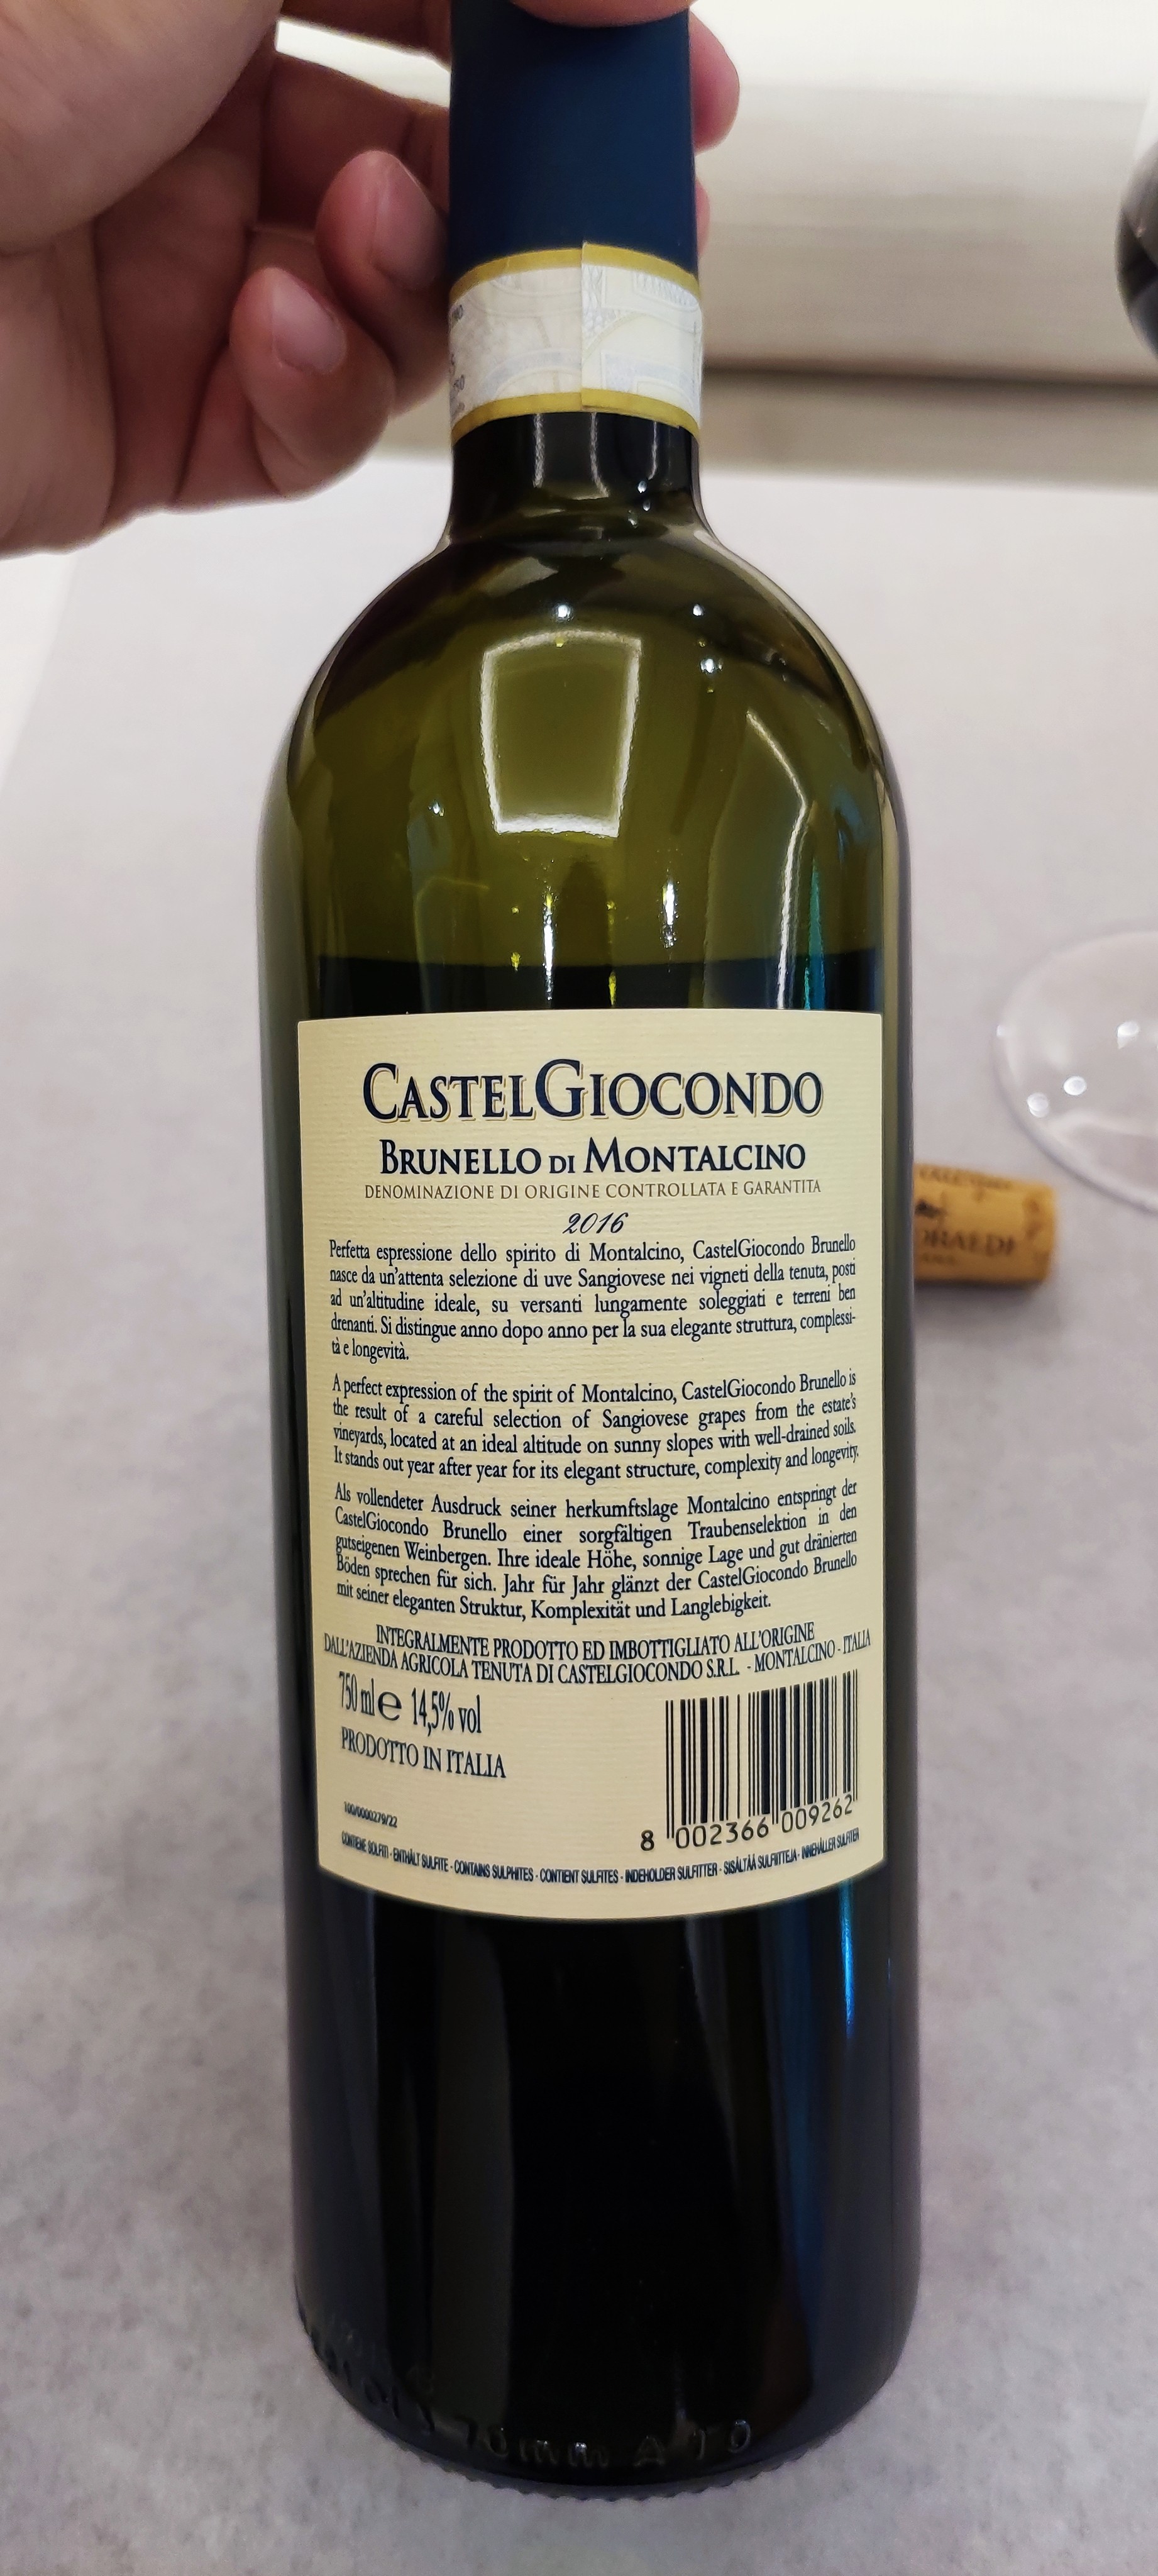 CASTELGIOCONDO
BRUNELLO DI MONTALCINO
DENOMINAZIONE DI ORIGINE CONTROLLATA E GARANTITA
2016
Perfetta espressione dello spirito di Montalcino, CastelGiocondo Brunello
nasce da un'attenta selezione di uve Sangiovese nei vigneti della tenuta, posti
ad un'altitudine ideale, su versanti lungamente soleggiati e terreni ben
drenanti. Si distingue anno dopo anno per la sua elegante struttura, complessi-
tà e longevità.
A perfect expression of the spirit of Montalcino, CastelGiocondo Brunello is
the result of a careful selection of Sangiovese grapes from the estate's
vineyards, located at an ideal altitude on sunny slopes with well-drained soils.
It stands out year after year for its elegant structure, complexity and longevity.
Als vollendeter Ausdruck seiner herkumftslage Montalcino entspringt der
CastelGiocondo Brunello einer sorgfältigen Traubenselektion in den
gutseigenen Weinbergen. Ihre ideale Höhe, sonnige Lage und gut dränierten
Böden sprechen für sich. Jahr für Jahr glänzt der CastelGiocondo Brunello
mit seiner eleganten Struktur, Komplexität und Langlebigkeit.
INTEGRALMENTE PRODOTTO ED IMBOTTIGLIATO ALL'ORIGINE
DALL'AZIENDA AGRICOLA TENUTA DI CASTELGIOCONDO S.R.L. - MONTALCINO - ITALIA
750 ml e 14,5% vol
PRODOTTO IN ITALIA
100/0000279/22
8 002366 009262
CONTIENE SOLFITI - ENTHÄLT SULFITE - CONTAINS SULPHITES - CONTIENT SULFITES - INDEHOLDER SULFITTER - SISÄLTÄÄ SULFIITTEJA - INNEHÅLLER SULFITER